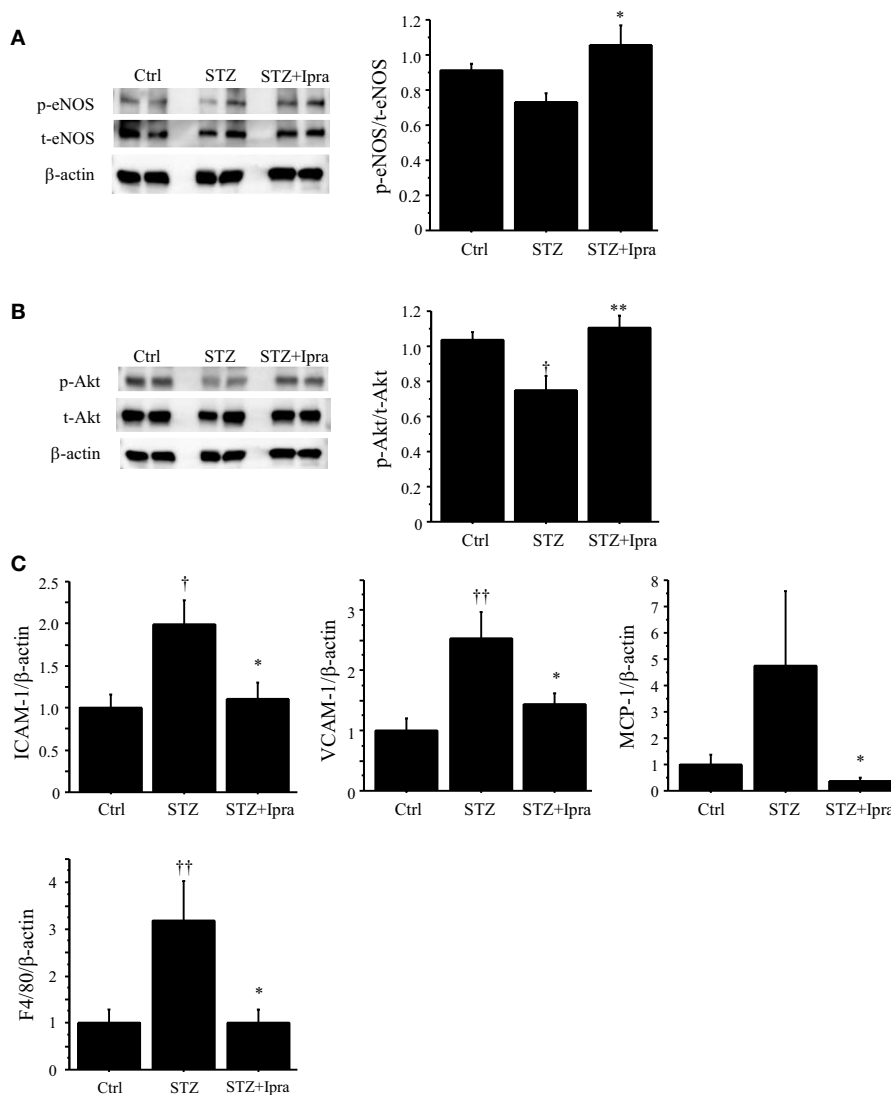 A
Ctrl STZ STZ+Ipra
p-eNOS
t-eNOS
β-actin
p-eNOS/t-eNOS
1.2
1.0
0.8
0.6
0.4
0.2
0
*
Ctrl STZ STZ+Ipra
B
Ctrl STZ STZ+Ipra
p-Akt
t-Akt
β-actin
p-Akt/t-Akt
1.2
1.0
0.8
0.6
0.4
0.2
0
†
**
Ctrl STZ STZ+Ipra
C
ICAM-1/β-actin
2.5
2.0
1.5
1.0
0.5
0
†
*
Ctrl STZ STZ+Ipra
VCAM-1/β-actin
3
2
1
0
††
*
Ctrl STZ STZ+Ipra
MCP-1/β-actin
8
7
6
5
4
3
2
1
0
*
Ctrl STZ STZ+Ipra
F4/80/β-actin
4
3
2
1
0
††
*
Ctrl STZ STZ+Ipra